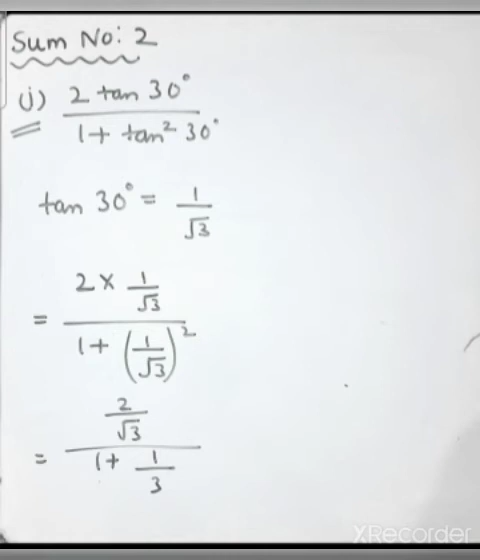 Sum No: 2
(i) 2 tan 30°
1 + tan² 30°
tan 30° = 1/√3
= 2 × 1/√3
1 + (1/√3)²
= 2/√3
1 + 1/3
XRecorder